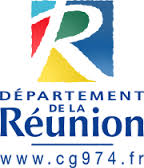 DÉPARTEMENT
DE LA
Réunion
www.cg974.fr